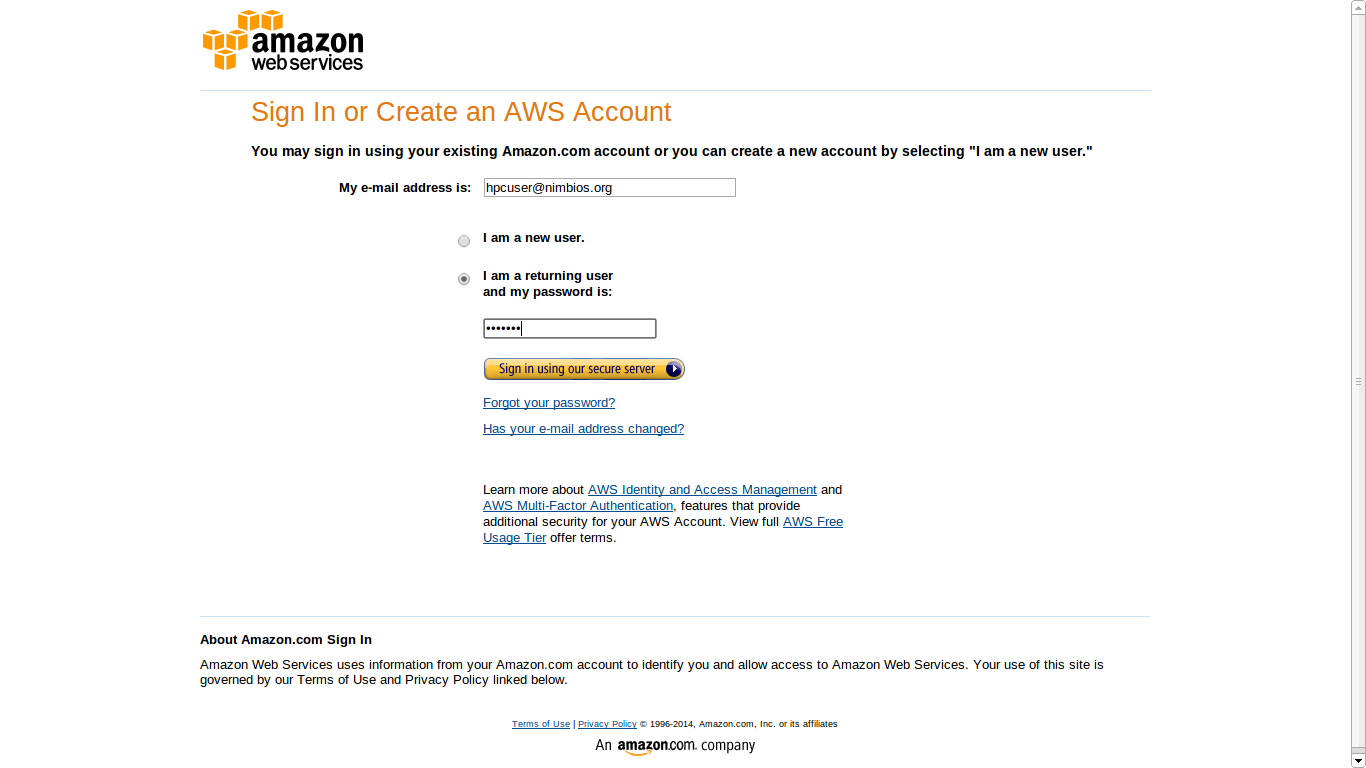 amazon
web services
Sign In or Create an AWS Account
You may sign in using your existing Amazon.com account or you can create a new account by selecting "I am a new user."
My e-mail address is: hpcuser@nimbios.org
I am a new user.
I am a returning user
and my password is:
•••••••
Sign in using our secure server
Forgot your password?
Has your e-mail address changed?
Learn more about AWS Identity and Access Management and
AWS Multi-Factor Authentication, features that provide
additional security for your AWS Account. View full AWS Free
Usage Tier offer terms.
About Amazon.com Sign In
Amazon Web Services uses information from your Amazon.com account to identify you and allow access to Amazon Web Services. Your use of this site is
governed by our Terms of Use and Privacy Policy linked below.
Terms of Use | Privacy Policy © 1996-2014, Amazon.com, Inc. or its affiliates
An amazon.com company